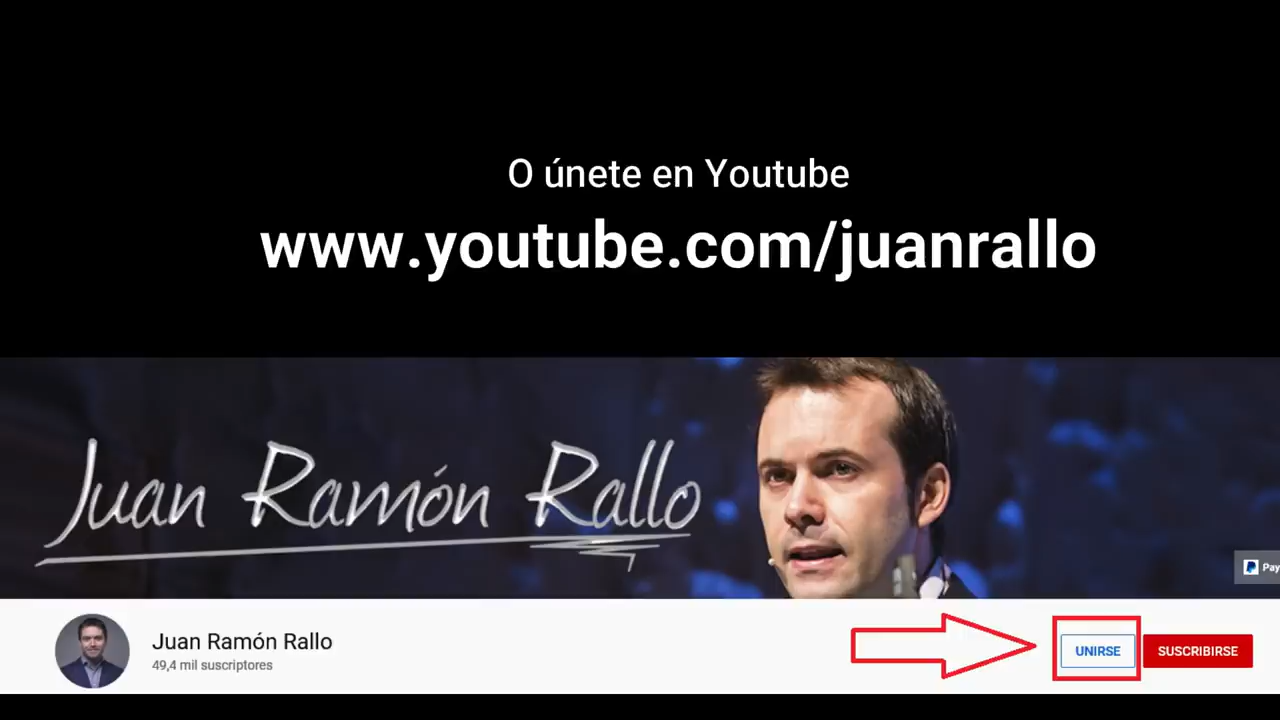 O únete en Youtube
www.youtube.com/juanrallo
Juan Ramón Rallo
Pay
Juan Ramón Rallo
49,4 mil suscriptores
UNIRSE
SUSCRIBIRSE